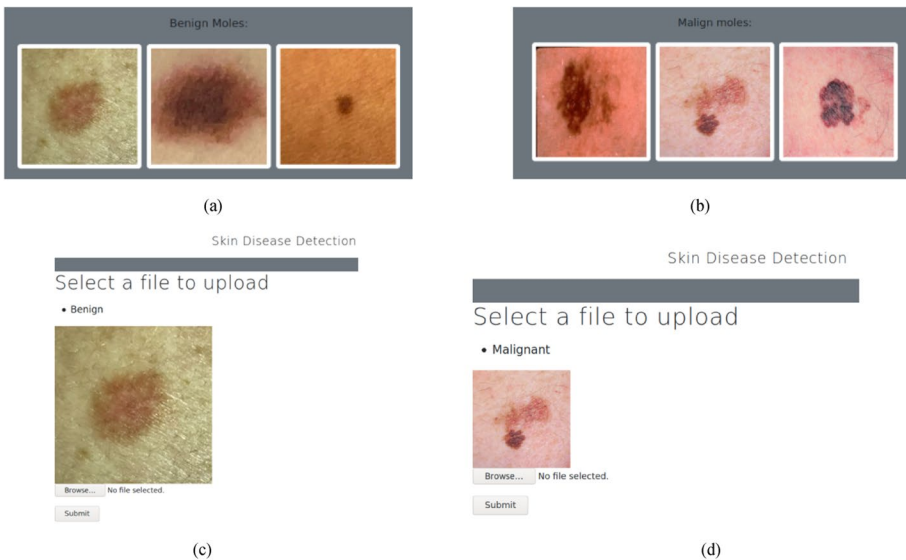 Benign Moles:
Malign moles:
(a)
(b)
Skin Disease Detection
Select a file to upload
• Benign
Browse... No file selected.
Submit
(c)
Skin Disease Detection
Select a file to upload
• Malignant
Browse... No file selected.
Submit
(d)